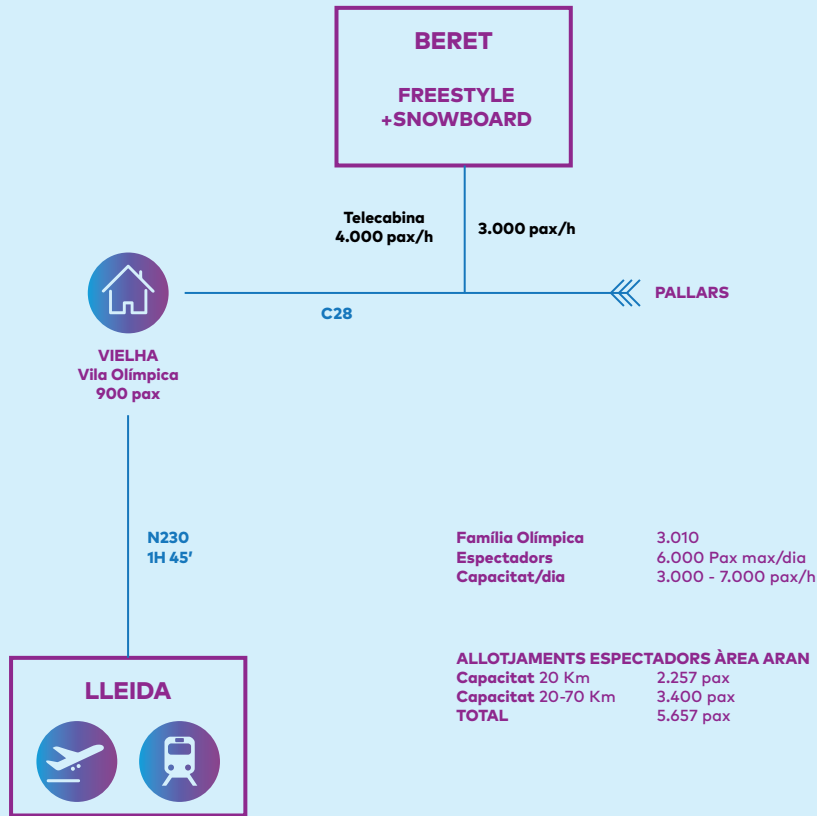 BERET
FREESTYLE
+SNOWBOARD
Telecabina
4.000 pax/h
3.000 pax/h
PALLARS
C28
VIELHA
Vila Olímpica
900 pax
N230
1H 45’
Família Olímpica 3.010
Espectadors 6.000 Pax max/dia
Capacitat/dia 3.000 - 7.000 pax/h
ALLOTJAMENTS ESPECTADORS ÀREA ARAN
Capacitat 20 Km 2.257 pax
Capacitat 20-70 Km 3.400 pax
TOTAL 5.657 pax
LLEIDA